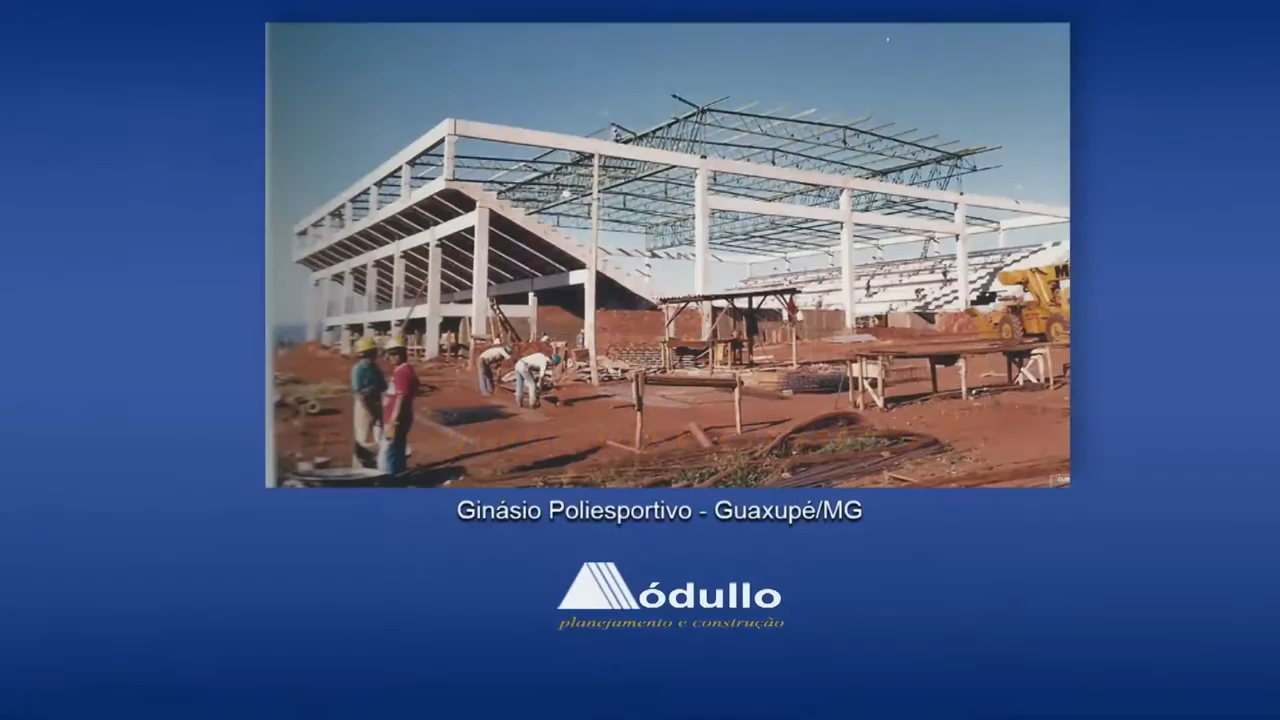 Ginásio Poliesportivo - Guaxupé/MG
Módullo
planejamento e construção